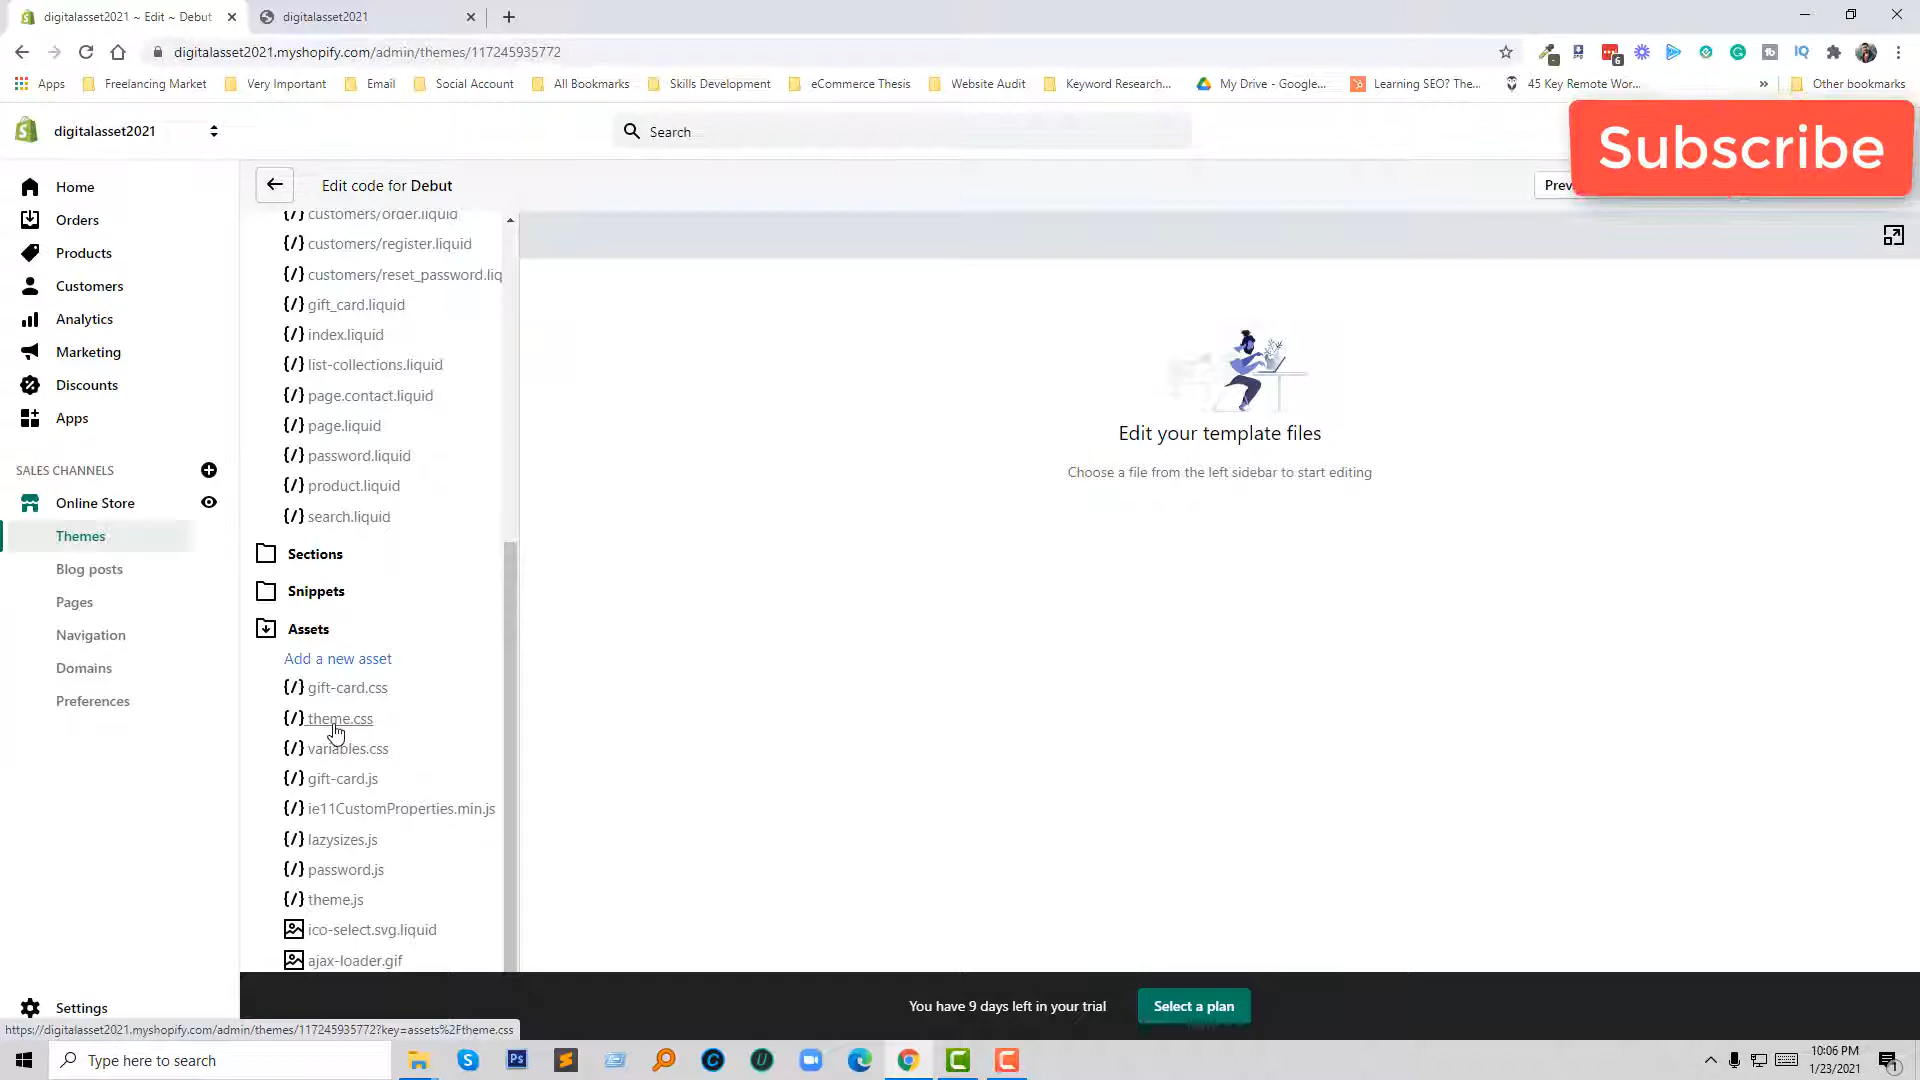 digitalasset2021 ~ Edit ~ Debut
digitalasset2021
digitalasset2021.myshopify.com/admin/themes/117245935772
6
Apps
Freelancing Market
Very Important
Email
Social Account
All Bookmarks
Skills Development
eCommerce Thesis
Website Audit
Keyword Research...
My Drive - Google...
Learning SEO? The...
45 Key Remote Wor...
Other bookmarks
digitalasset2021
Search
Subscribe
Edit code for Debut
Prev
Home
Orders
Products
Customers
Analytics
Marketing
Discounts
Apps
SALES CHANNELS
Online Store
Themes
Blog posts
Pages
Navigation
Domains
Preferences
Settings
{/} customers/order.liquid
{/} customers/register.liquid
{/} customers/reset_password.liq
{/} gift_card.liquid
{/} index.liquid
{/} list-collections.liquid
{/} page.contact.liquid
{/} page.liquid
{/} password.liquid
{/} product.liquid
{/} search.liquid
Sections
Snippets
Assets
Add a new asset
{/} gift-card.css
{/} theme.css
{/} variables.css
{/} gift-card.js
{/} ie11CustomProperties.min.js
{/} lazysizes.js
{/} password.js
{/} theme.js
ico-select.svg.liquid
ajax-loader.gif
Edit your template files
Choose a file from the left sidebar to start editing
You have 9 days left in your trial
Select a plan
https://digitalasset2021.myshopify.com/admin/themes/117245935772?key=assets%2Ftheme.css
Type here to search
10:06 PM
1/23/2021